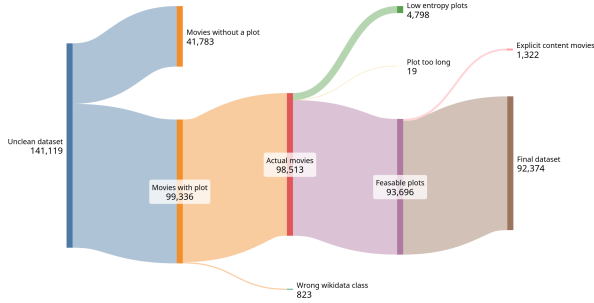 Low entropy plots
4,798
Movies without a plot
41,783
Explicit content movies
1,322
Plot too long
19
Unclean dataset
141,119
Actual movies
98,513
Final dataset
92,374
Movies with plot
99,336
Feasable plots
93,696
Wrong wikidata class
823